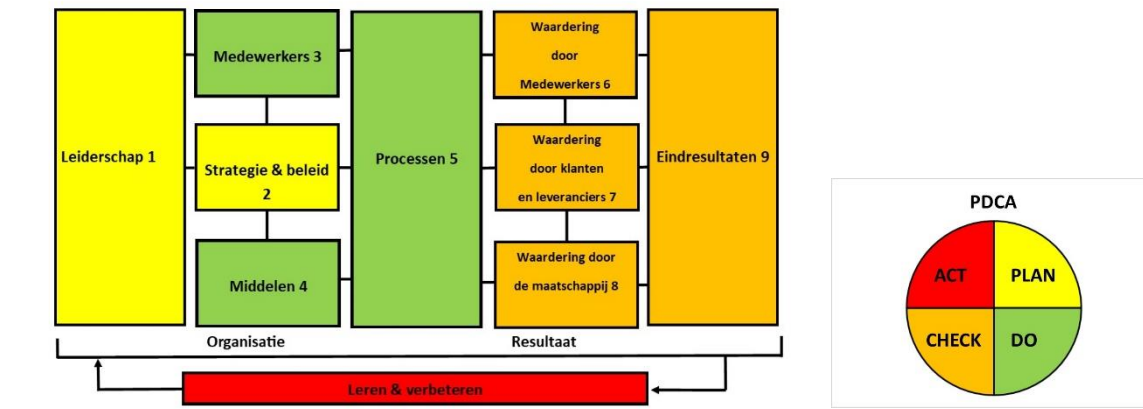 Leiderschap 1
Medewerkers 3
Strategie & beleid
2
Middelen 4
Processen 5
Waardering
door
Medewerkers 6
Waardering
door klanten
en leveranciers 7
Waardering door
de maatschappij 8
Eindresultaten 9
Organisatie
Resultaat
Leren & verbeteren
PDCA
ACT
PLAN
CHECK
DO